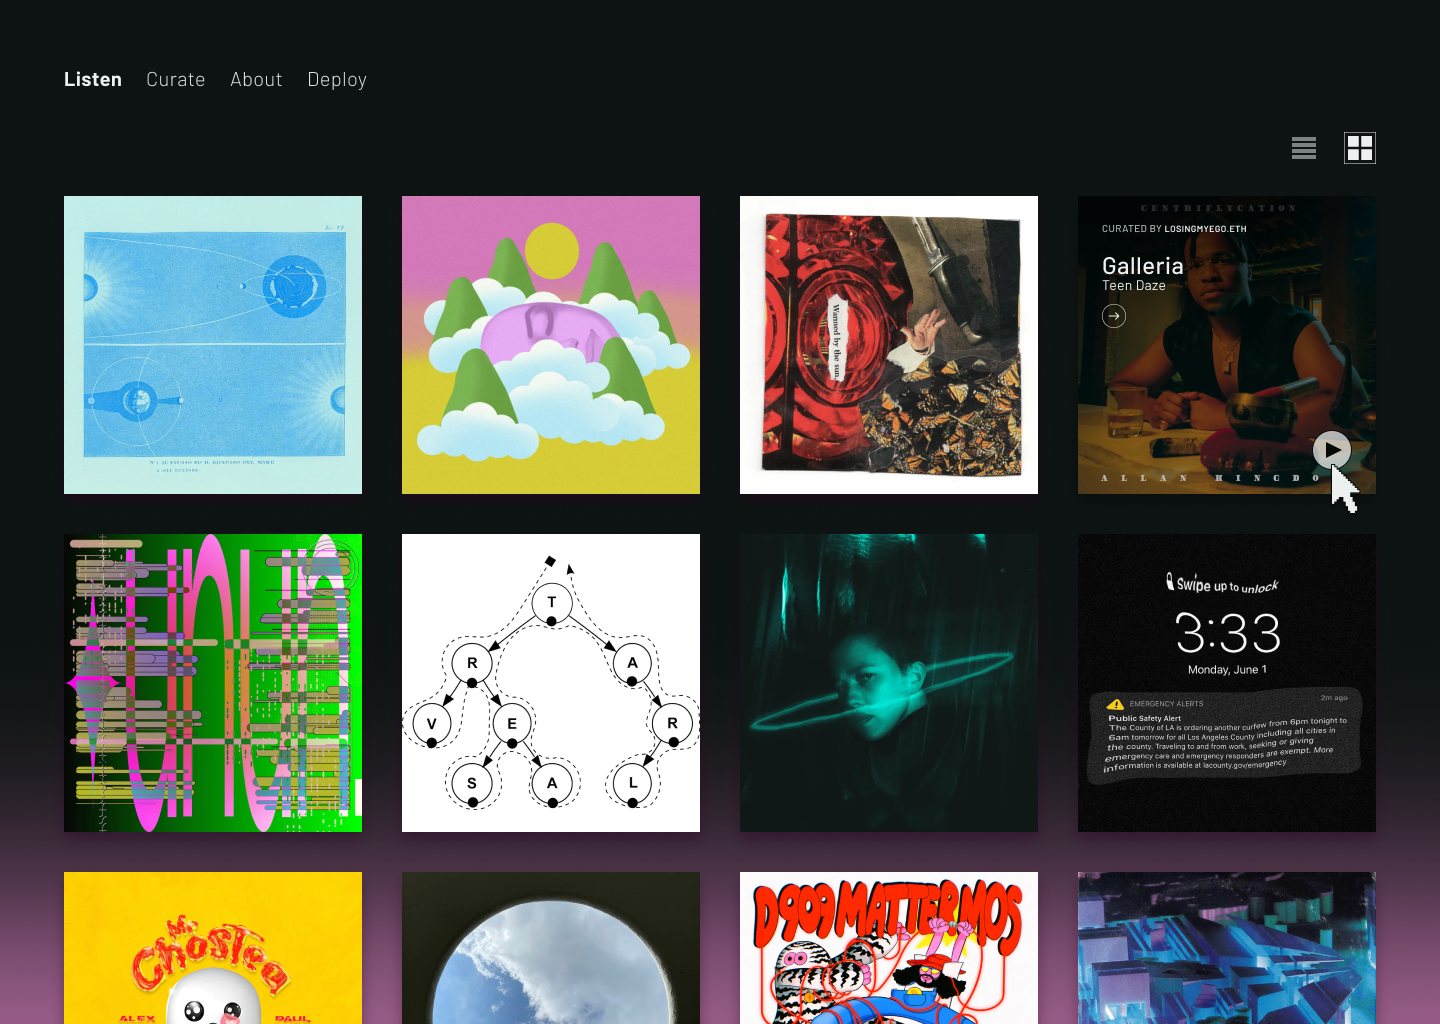 Listen Curate About Deploy
Warmed by the sun.
CENTRIFLICATION
CURATED BY LOSINGMYEGO.ETH
Galleria
Teen Daze
ALLAN KINGDO
T
R
A
V
E
R
S
A
L
Swipe up to unlock
3:33
Monday, June 1
EMERGENCY ALERTS
2m ago
Public Safety Alert
The County of LA is ordering another curfew from 6pm tonight to
6am tomorrow for all Los Angeles County including all cities in
the county. Traveling to and from work, seeking or giving
emergency care and emergency responders are exempt. More
information is available at lacounty.gov/emergency
ALEX
PAUL
D909 MATTERMOS